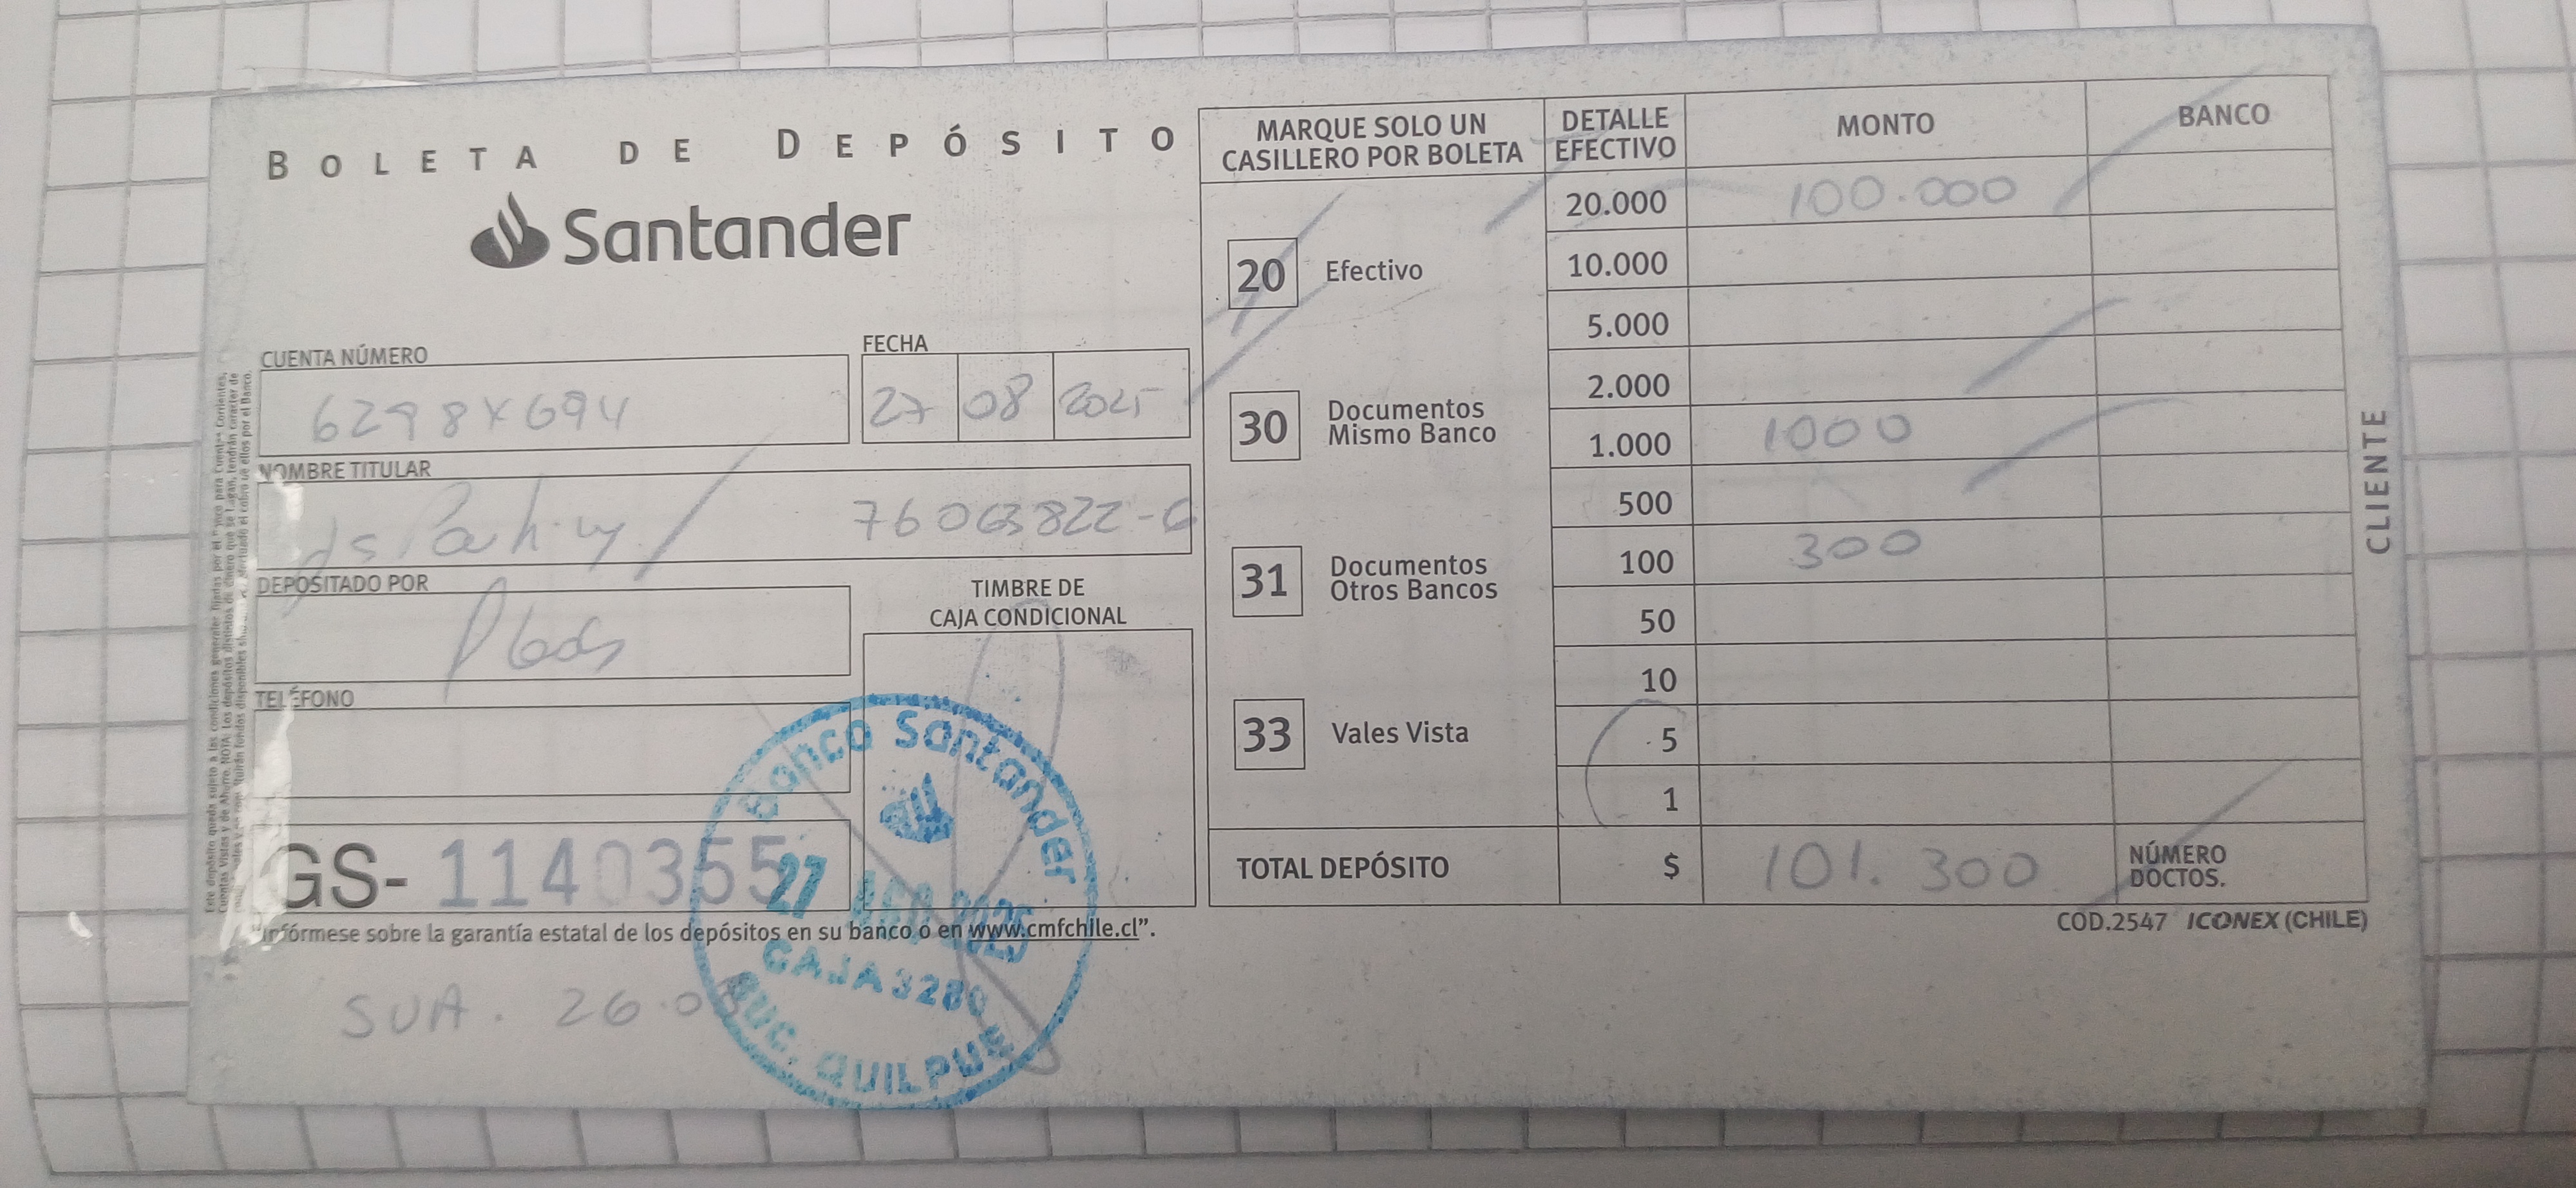 BOLETA DE DEPÓSITO
Santander
CUENTA NÚMERO
6298X694
FECHA
27 08 2025
NOMBRE TITULAR
76063822-6
DEPOSITADO POR
TELÉFONO
TIMBRE DE
CAJA CONDICIONAL
GS- 1140355
"Infórmese sobre la garantía estatal de los depósitos en su banco o en www.cmfchile.cl".
SUA. 26.08
Banco Santander
27 AGO 2025
CAJA 3280
SUC. QUILPUE
MARQUE SOLO UN
CASILLERO POR BOLETA
20 Efectivo
30 Documentos
Mismo Banco
31 Documentos
Otros Bancos
33 Vales Vista
DETALLE
EFECTIVO
MONTO
BANCO
20.000 100.000
10.000
5.000
2.000
1.000 1000
500
100 300
50
10
5
1
TOTAL DEPÓSITO $ 101.300
NÚMERO
DOCTOS.
COD.2547 ICONEX (CHILE)
CLIENTE